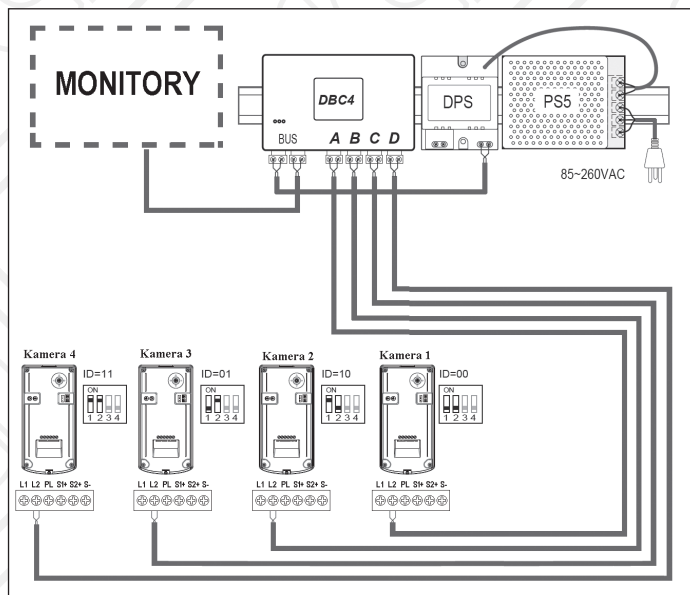 MONITORY
DBC4
BUS A B C D
DPS
PS5
85~260VAC
Kamera 4
ID=11
ON
1 2 3 4
L1 L2 PL S1+ S2+ S-
Kamera 3
ID=01
ON
1 2 3 4
L1 L2 PL S1+ S2+ S-
Kamera 2
ID=10
ON
1 2 3 4
L1 L2 PL S1+ S2+ S-
Kamera 1
ID=00
ON
1 2 3 4
L1 L2 PL S1+ S2+ S-